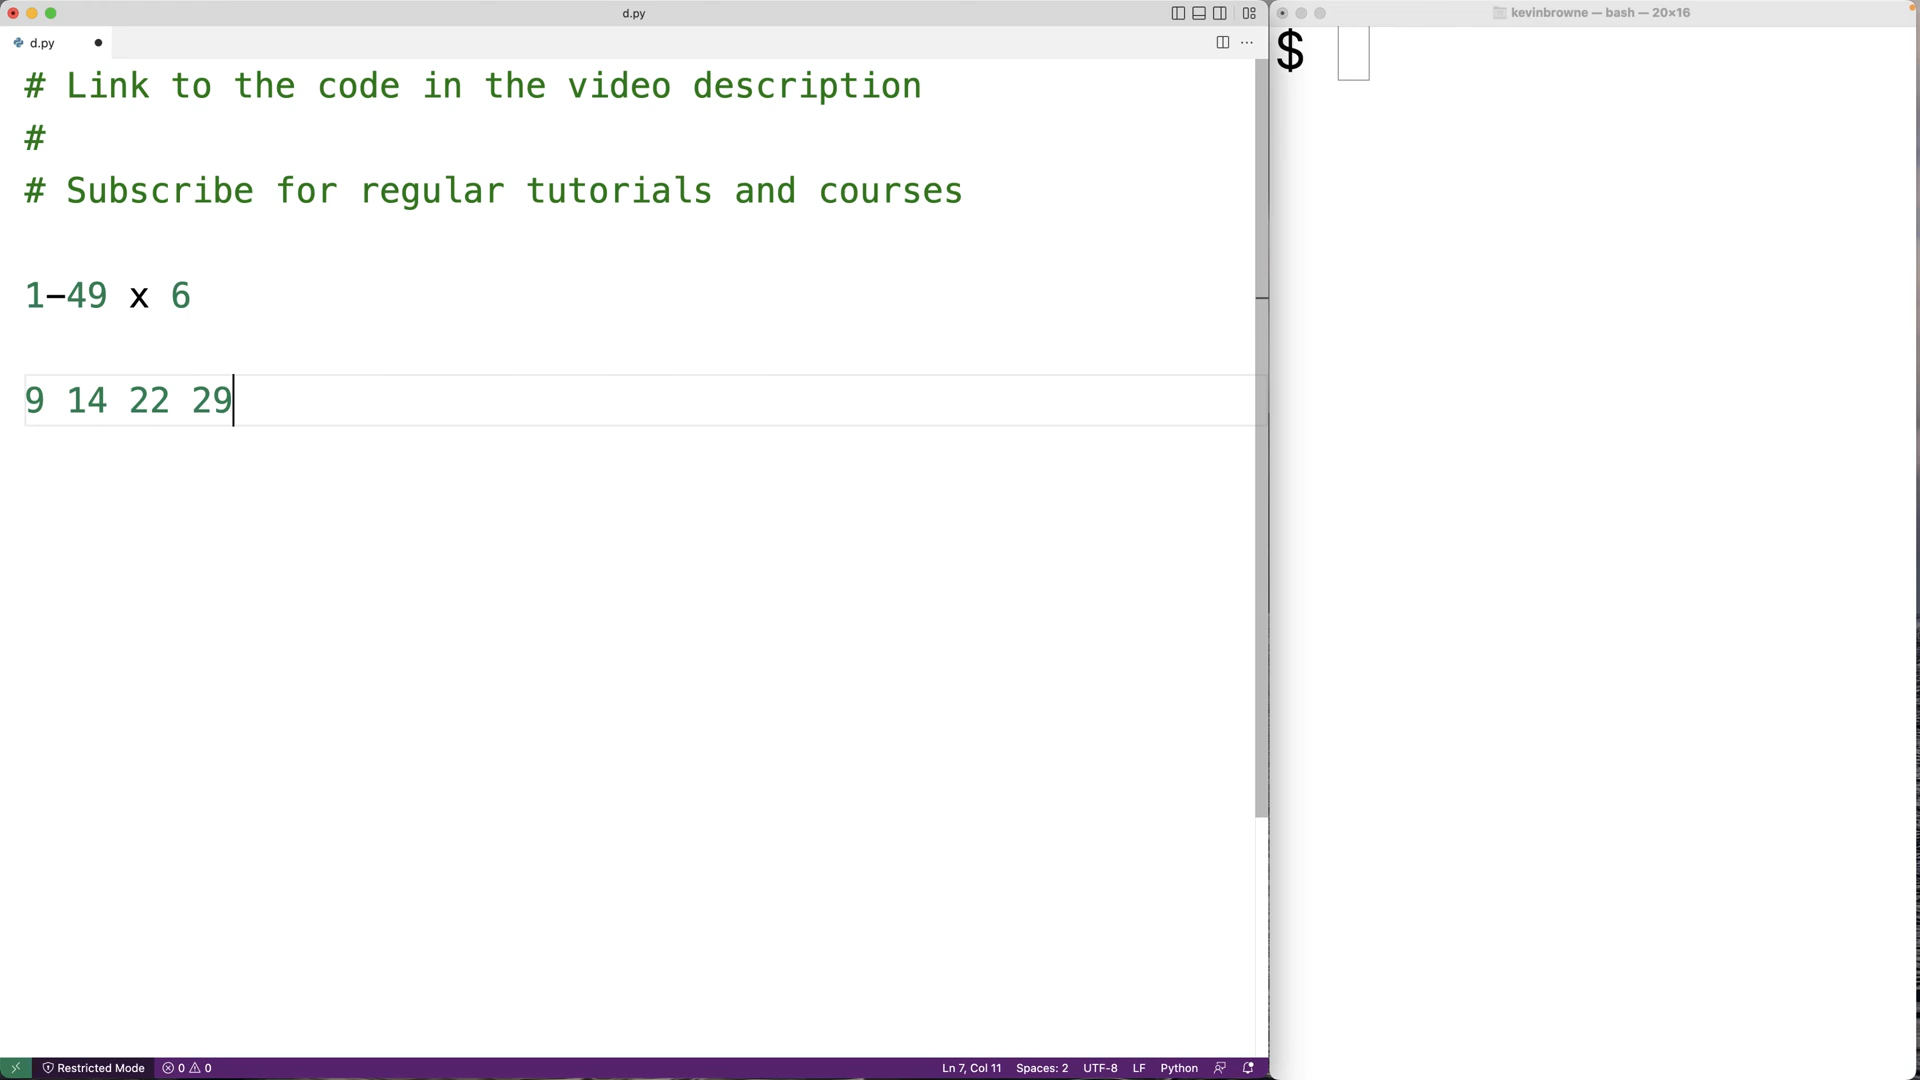 d.py
d.py
# Link to the code in the video description
#
# Subscribe for regular tutorials and courses
1-49 x 6
9 14 22 29
Restricted Mode 0 0
Ln 7, Col 11 Spaces: 2 UTF-8 LF Python
kevinbrowne — bash — 20×16
$